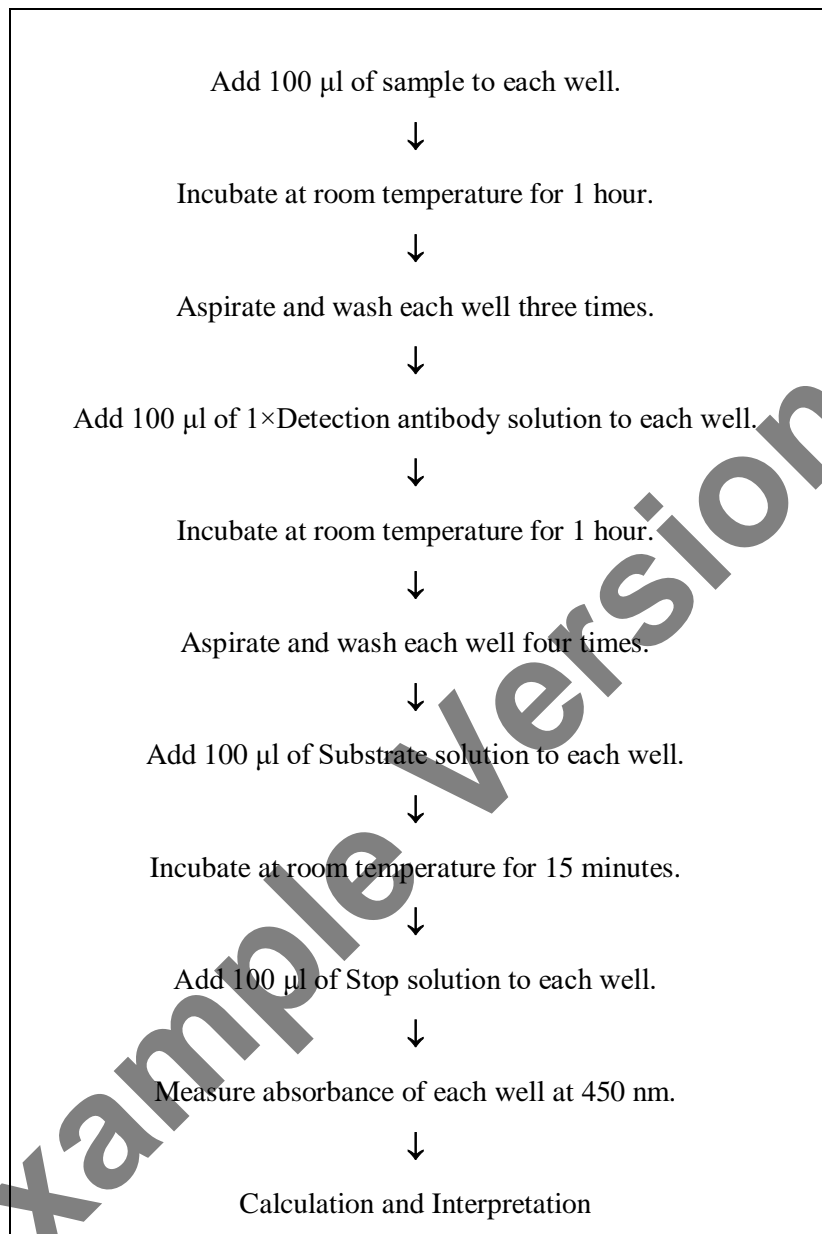 Add 100 μl of sample to each well.
↓
Incubate at room temperature for 1 hour.
↓
Aspirate and wash each well three times.
↓
Add 100 μl of 1×Detection antibody solution to each well.
↓
Incubate at room temperature for 1 hour.
↓
Aspirate and wash each well four times.
↓
Add 100 μl of Substrate solution to each well.
↓
Incubate at room temperature for 15 minutes.
↓
Add 100 μl of Stop solution to each well.
↓
Measure absorbance of each well at 450 nm.
↓
Calculation and Interpretation
xample Version